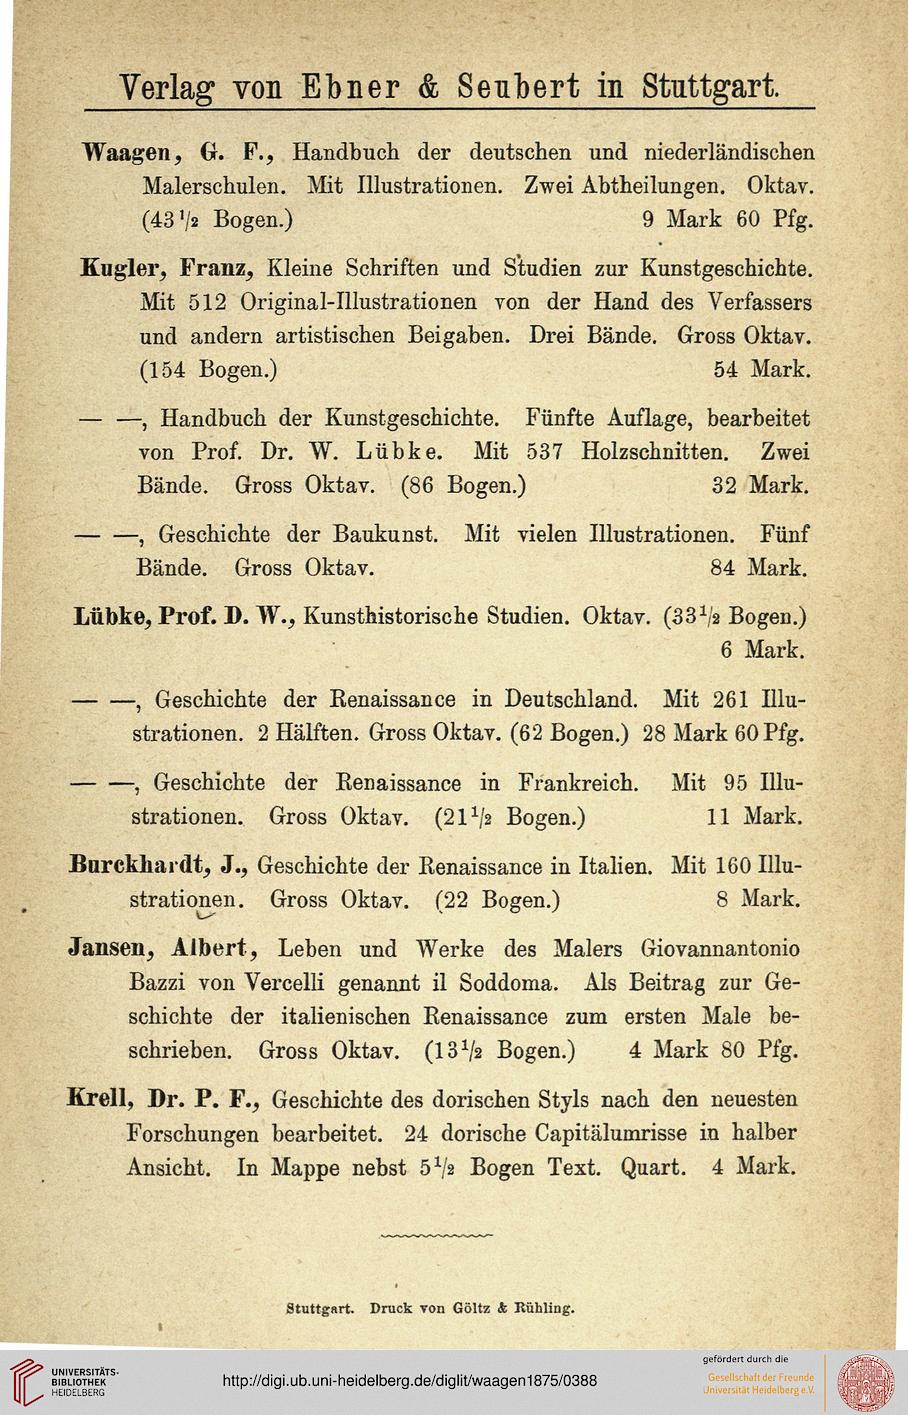 Verlag von Ebner & Seubert in Stuttgart.
Waagen, G. F., Handbuch der deutschen und niederländischen
Malerschulen. Mit Illustrationen. Zwei Abtheilungen. Oktav.
(43 1/2 Bogen.) 9 Mark 60 Pfg.
Kugler, Franz, Kleine Schriften und Studien zur Kunstgeschichte.
Mit 512 Original-Illustrationen von der Hand des Verfassers
und andern artistischen Beigaben. Drei Bände. Gross Oktav.
(154 Bogen.) 54 Mark.
— —, Handbuch der Kunstgeschichte. Fünfte Auflage, bearbeitet
von Prof. Dr. W. Lübke. Mit 537 Holzschnitten. Zwei
Bände. Gross Oktav. (86 Bogen.) 32 Mark.
— —, Geschichte der Baukunst. Mit vielen Illustrationen. Fünf
Bände. Gross Oktav. 84 Mark.
Lübke, Prof. D. W., Kunsthistorische Studien. Oktav. (33 1/2 Bogen.)
6 Mark.
— —, Geschichte der Renaissance in Deutschland. Mit 261 Illu-
strationen. 2 Hälften. Gross Oktav. (62 Bogen.) 28 Mark 60 Pfg.
— —, Geschichte der Renaissance in Frankreich. Mit 95 Illu-
strationen. Gross Oktav. (21 1/2 Bogen.) 11 Mark.
Burckhardt, J., Geschichte der Renaissance in Italien. Mit 160 Illu-
strationen. Gross Oktav. (22 Bogen.) 8 Mark.
Jansen, Albert, Leben und Werke des Malers Giovannantonio
Bazzi von Vercelli genannt il Soddoma. Als Beitrag zur Ge-
schichte der italienischen Renaissance zum ersten Male be-
schrieben. Gross Oktav. (13 1/2 Bogen.) 4 Mark 80 Pfg.
Krell, Dr. P. F., Geschichte des dorischen Styls nach den neuesten
Forschungen bearbeitet. 24 dorische Capitälumrisse in halber
Ansicht. In Mappe nebst 5 1/2 Bogen Text. Quart. 4 Mark.
Stuttgart. Druck von Göltz & Rühling.
UNIVERSITÄTS-
BIBLIOTHEK
HEIDELBERG
http://digi.ub.uni-heidelberg.de/diglit/waagen1875/0388
gefördert durch die
Gesellschaft der Freunde
Universität Heidelberg e.V.